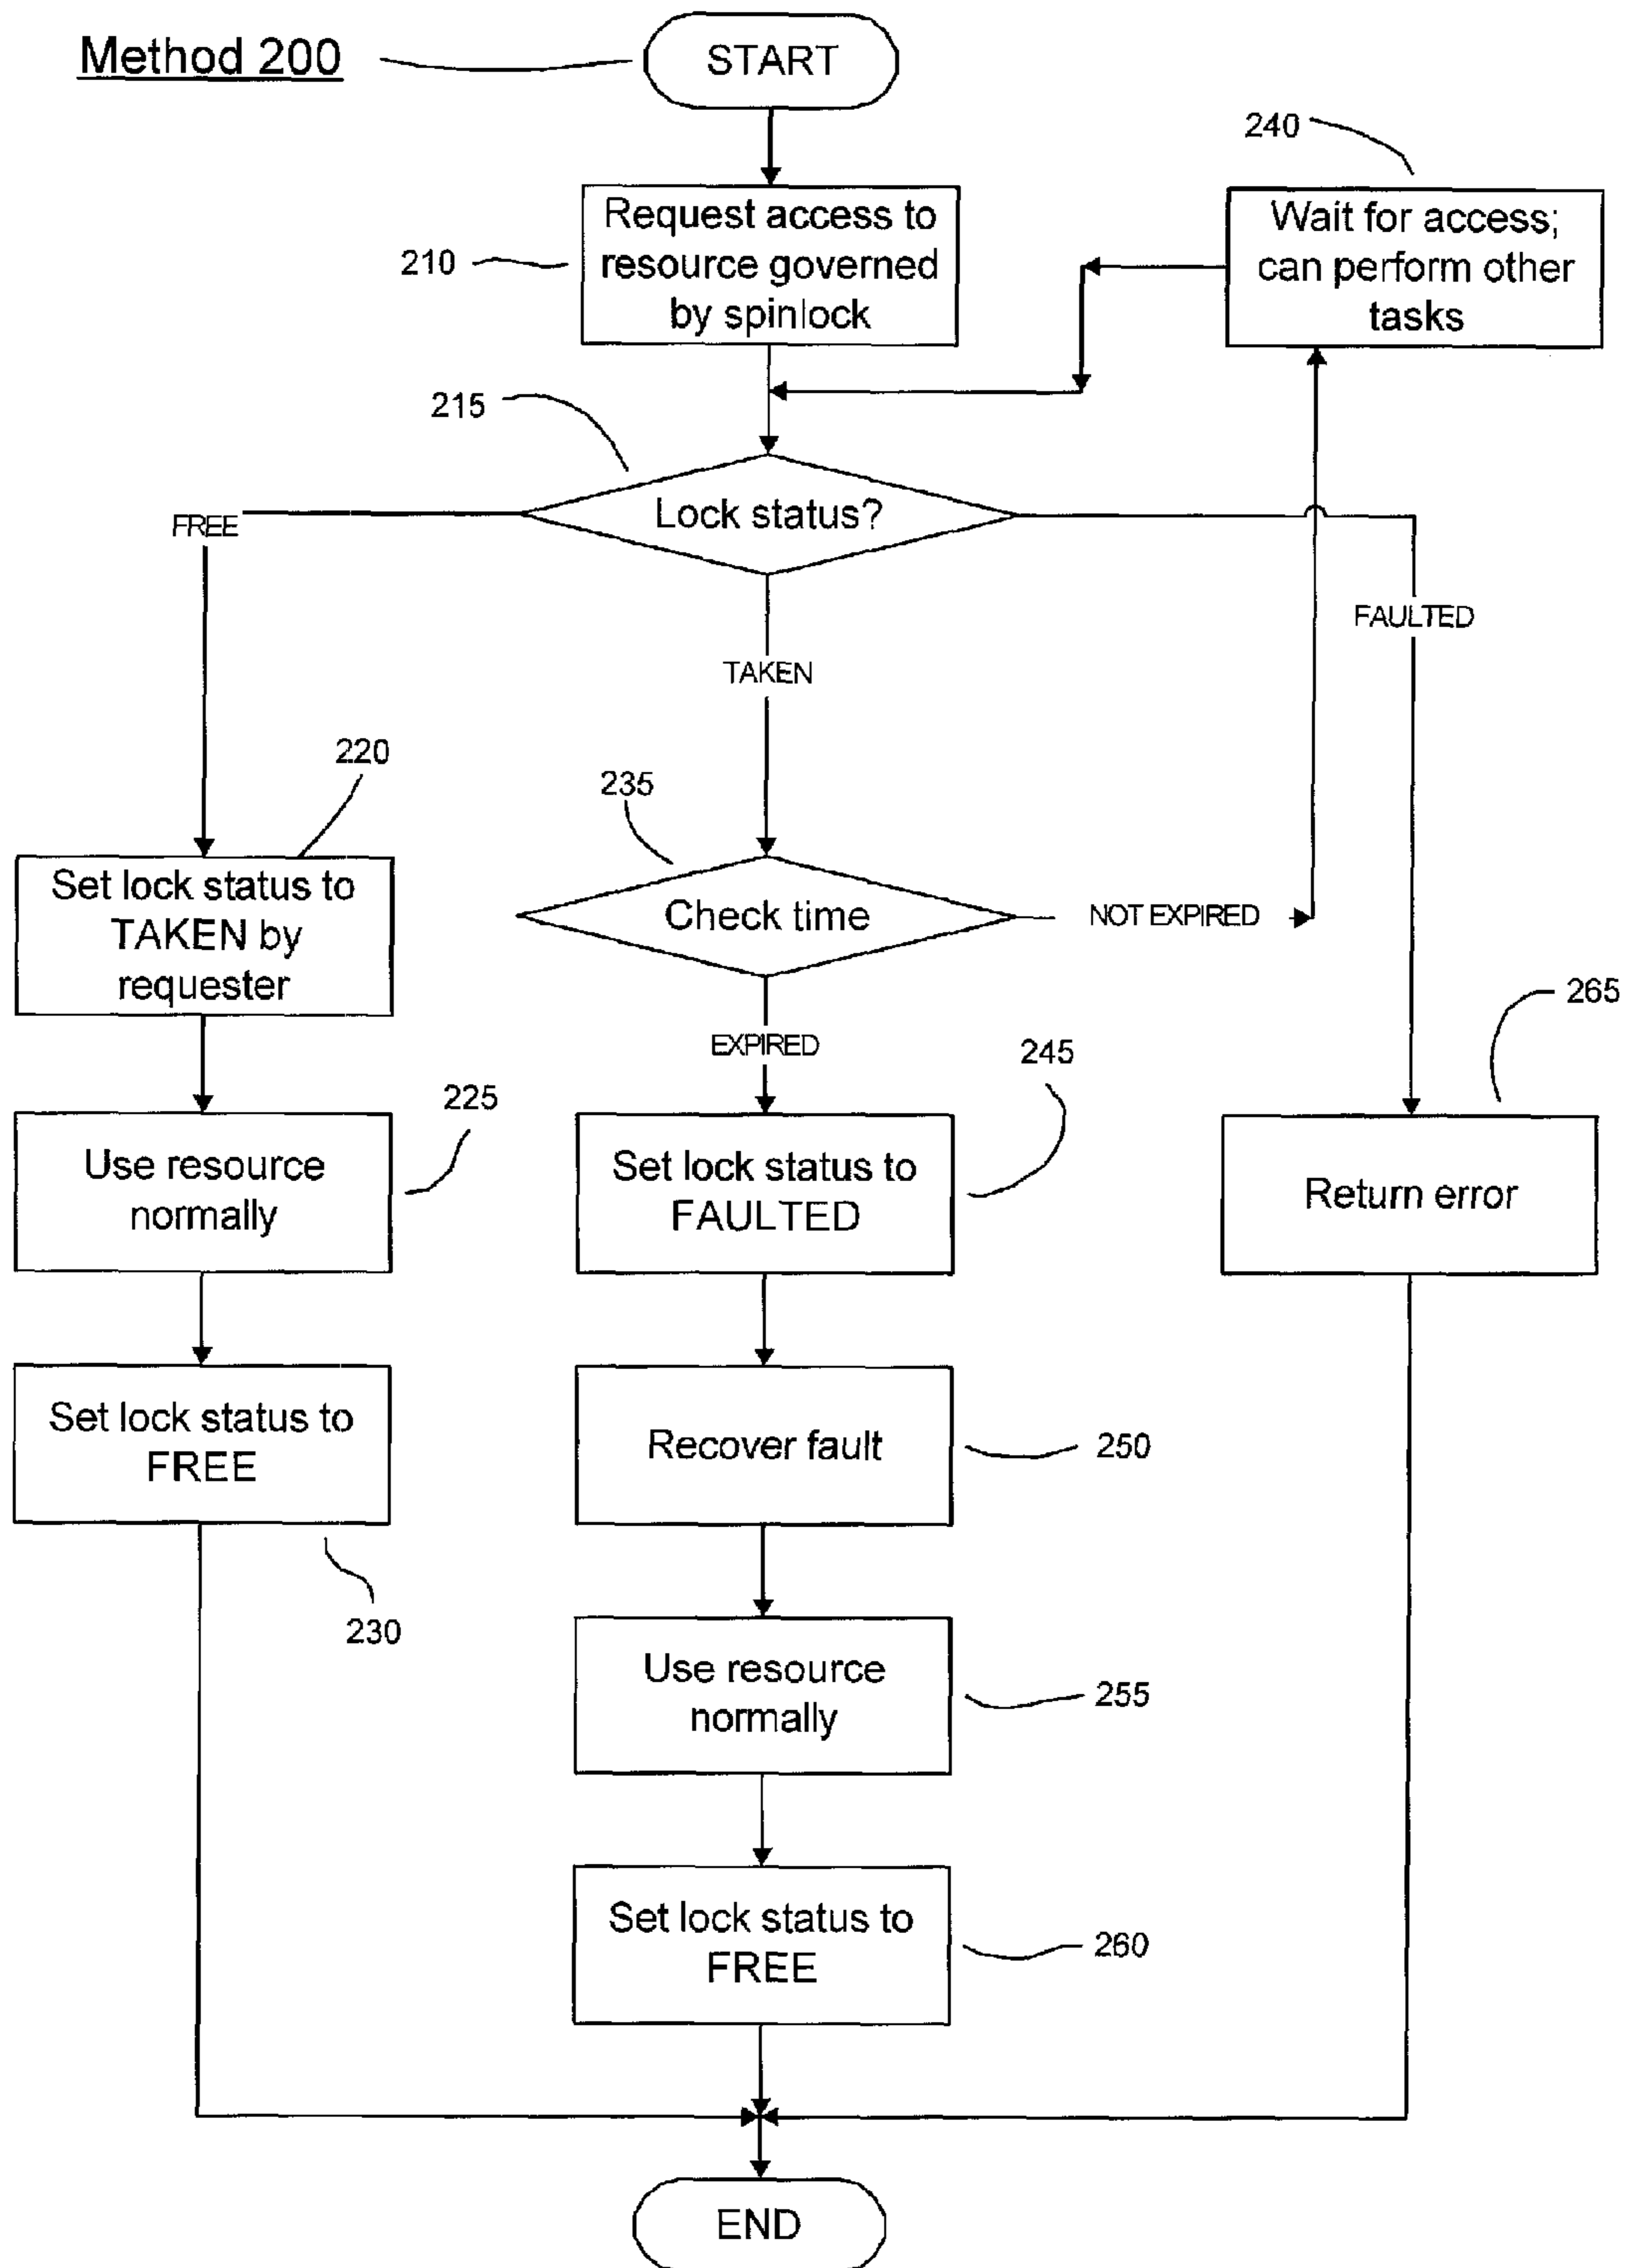 Method 200
START
240
Request access to
resource governed
by spinlock
210
Wait for access;
can perform other
tasks
215
Lock status?
FREE
FAULTED
TAKEN
220
235
Set lock status to
TAKEN by
requester
Check time
NOT EXPIRED
265
EXPIRED
245
225
Use resource
normally
Set lock status to
FAULTED
Return error
Set lock status to
FREE
Recover fault
250
230
Use resource
normally
255
Set lock status to
FREE
260
END